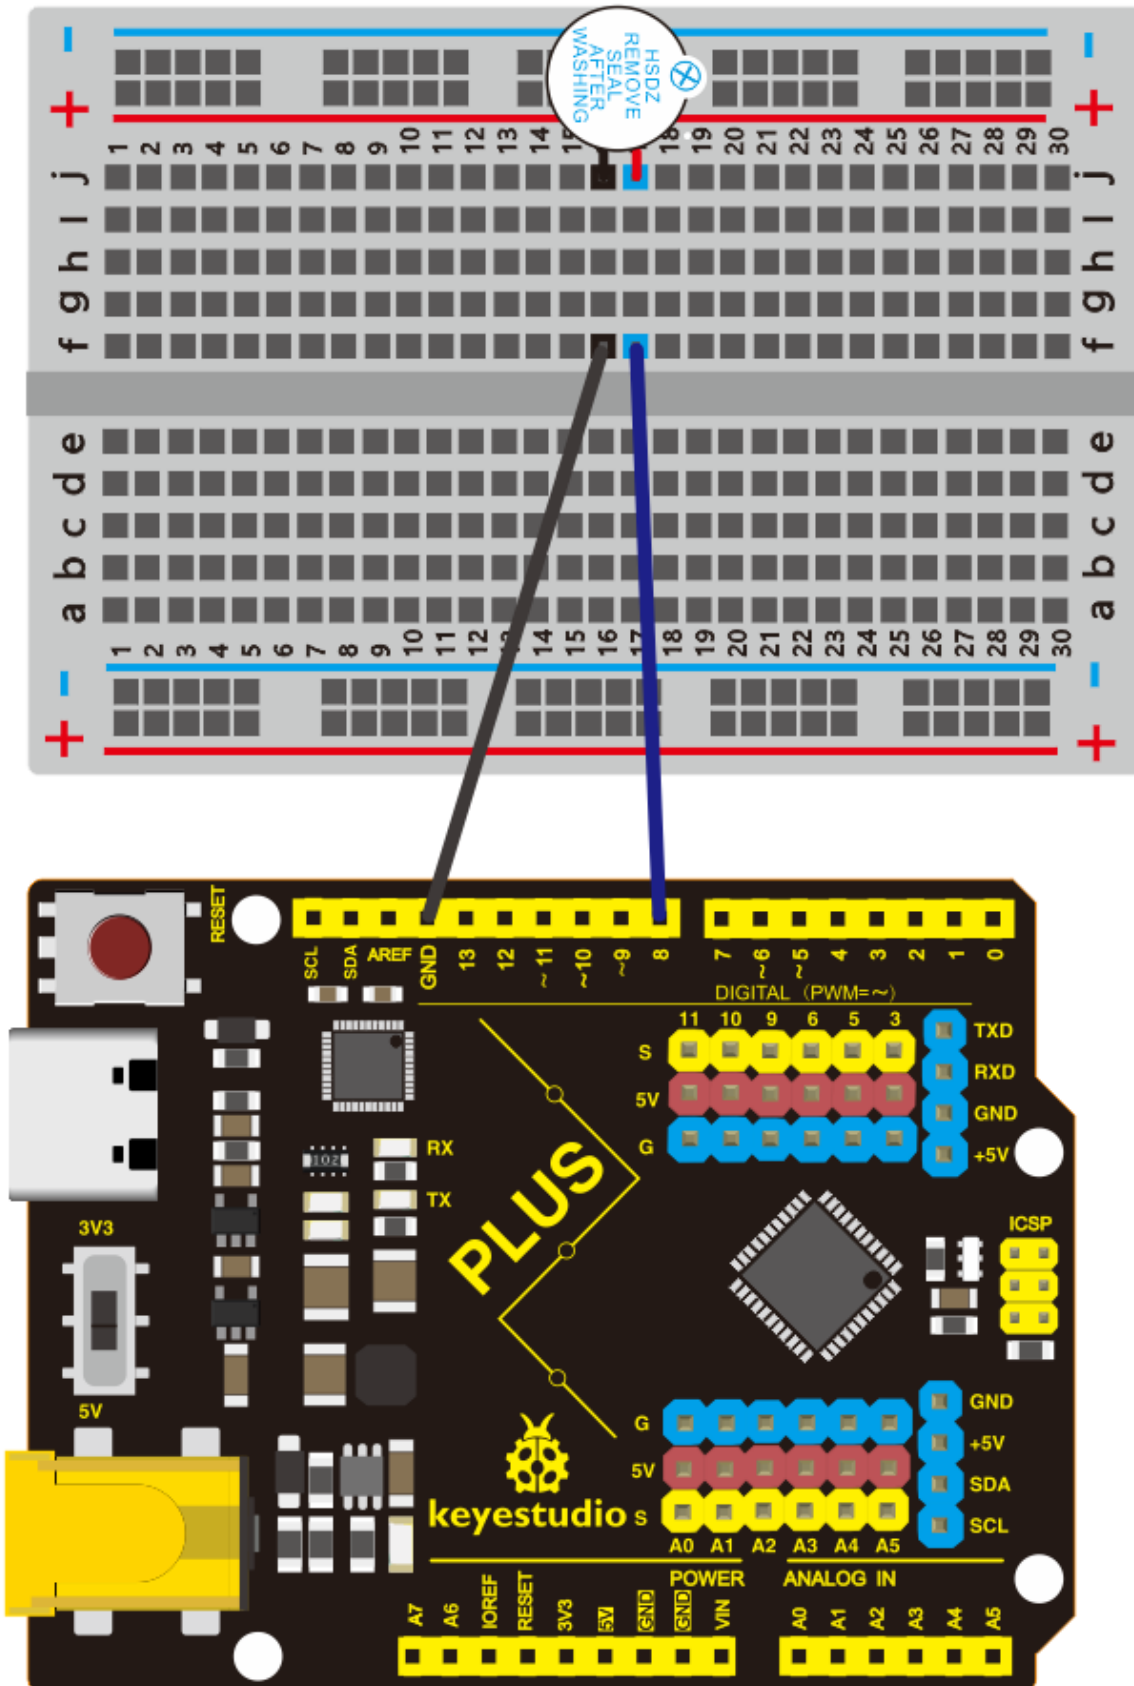 - -
+ +
HSDZ
REMOVE
SEAL
AFTER
WASHING
1 2 3 4 5 6 7 8 9 10 11 12 13 14 15 18 19 20 21 22 23 24 25 26 27 28 29 30
j j
i i
h h
g g
f f
e e
d d
c c
b b
a a
1 2 3 4 5 6 7 8 9 10 11 12 13 14 15 16 17 18 19 20 21 22 23 24 25 26 27 28 29 30
- -
+ +
RESET
SCL SDA AREF GND 13 12 ~11 ~10 ~9 8 7 ~6 ~5 4 3 2 1 0
DIGITAL (PWM=~)
11 10 9 6 5 3
S
5V
G
TXD
RXD
GND
+5V
102
RX
TX
PLUS
3V3
5V
ICSP
G
5V
S
GND
+5V
SDA
SCL
keyestudio
A0 A1 A2 A3 A4 A5
POWER ANALOG IN
A7 A6 IOREF RESET 3V3 5V GND GND VIN A0 A1 A2 A3 A4 A5